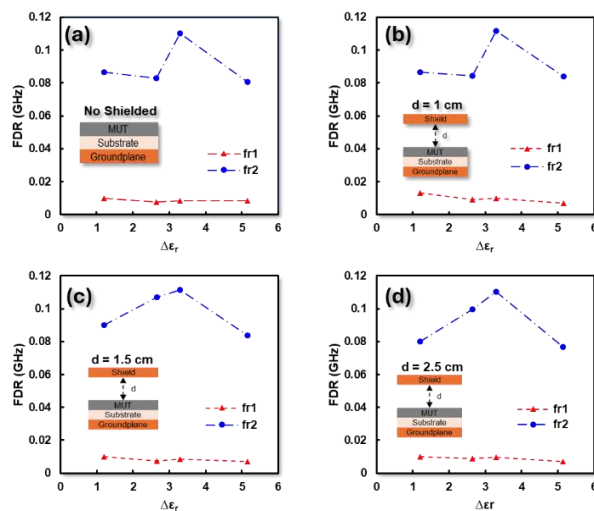 (a)
FDR (GHz)
0.12
0.1
0.08
0.06
0.04
0.02
0
No Shielded
MUT
Substrate
Groundplane
fr1
fr2
0 1 2 3 4 5 6
Δεr
(b)
FDR (GHz)
0.12
0.1
0.08
0.06
0.04
0.02
0
d = 1 cm
Shield
d
MUT
Substrate
Groundplane
fr1
fr2
0 1 2 3 4 5 6
Δεr
(c)
FDR (GHz)
0.12
0.1
0.08
0.06
0.04
0.02
0
d = 1.5 cm
Shield
d
MUT
Substrate
Groundplane
fr1
fr2
0 1 2 3 4 5 6
Δεr
(d)
FDR (GHz)
0.12
0.1
0.08
0.06
0.04
0.02
0
d = 2.5 cm
Shield
d
MUT
Substrate
Groundplane
fr1
fr2
0 1 2 3 4 5 6
Δεr